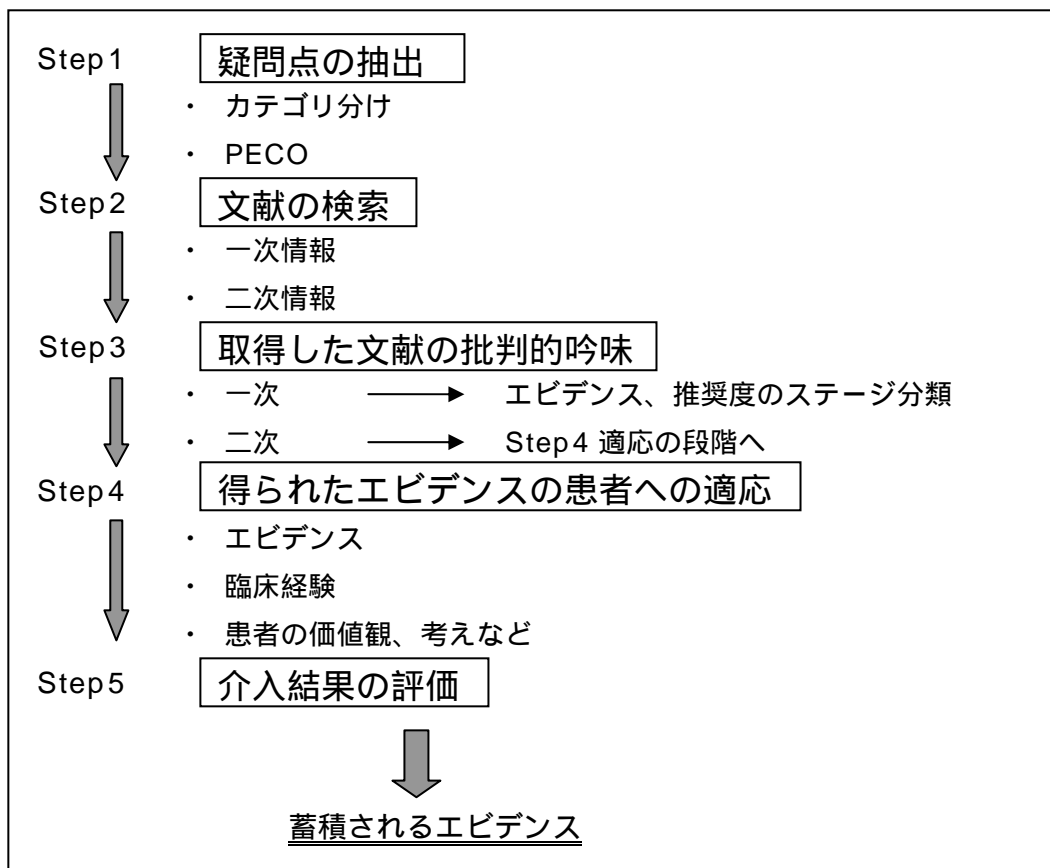 Step1 疑問点の抽出
・ カテゴリ分け
・ PECO
Step2 文献の検索
・ 一次情報
・ 二次情報
Step3 取得した文献の批判的吟味
・ 一次 エビデンス、推奨度のステージ分類
・ 二次 Step4 適応の段階へ
Step4 得られたエビデンスの患者への適応
・ エビデンス
・ 臨床経験
・ 患者の価値観、考えなど
Step5 介入結果の評価
蓄積されるエビデンス